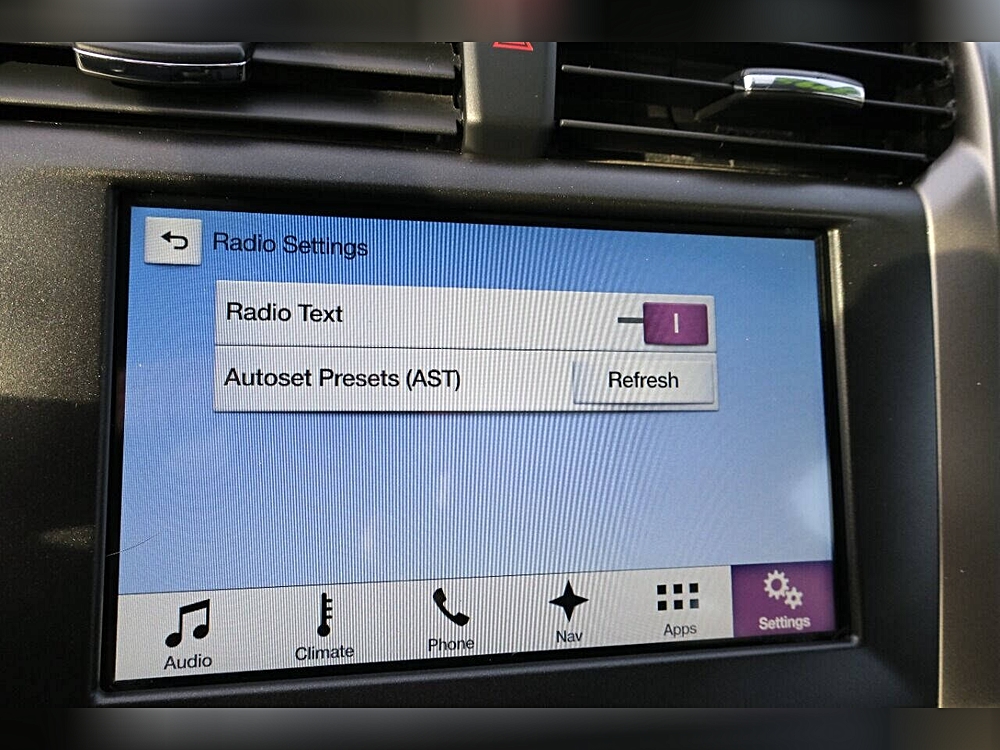 Radio Settings
Radio Text
Autoset Presets (AST)
Refresh
Audio
Climate
Phone
Nav
Apps
Settings